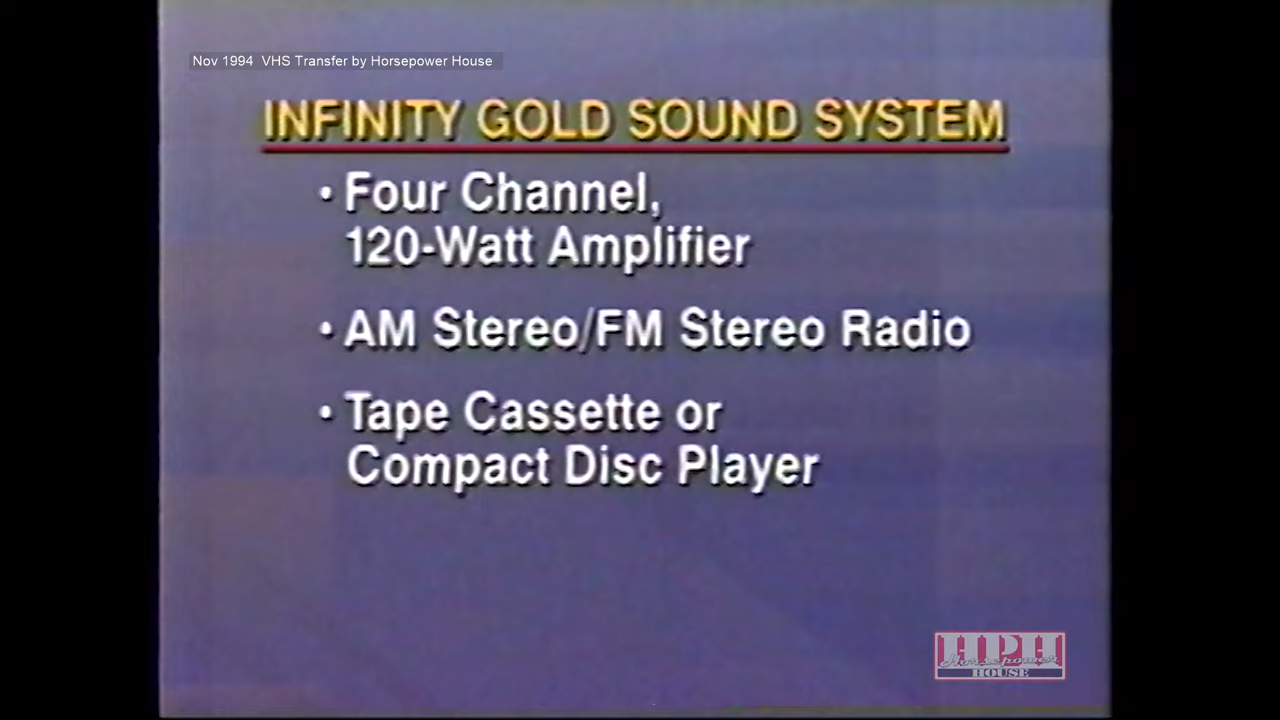 Nov 1994  VHS Transfer by Horsepower House
INFINITY GOLD SOUND SYSTEM
• Four Channel,
120-Watt Amplifier
• AM Stereo/FM Stereo Radio
• Tape Cassette or
Compact Disc Player
HPH
Horsepower
HOUSE